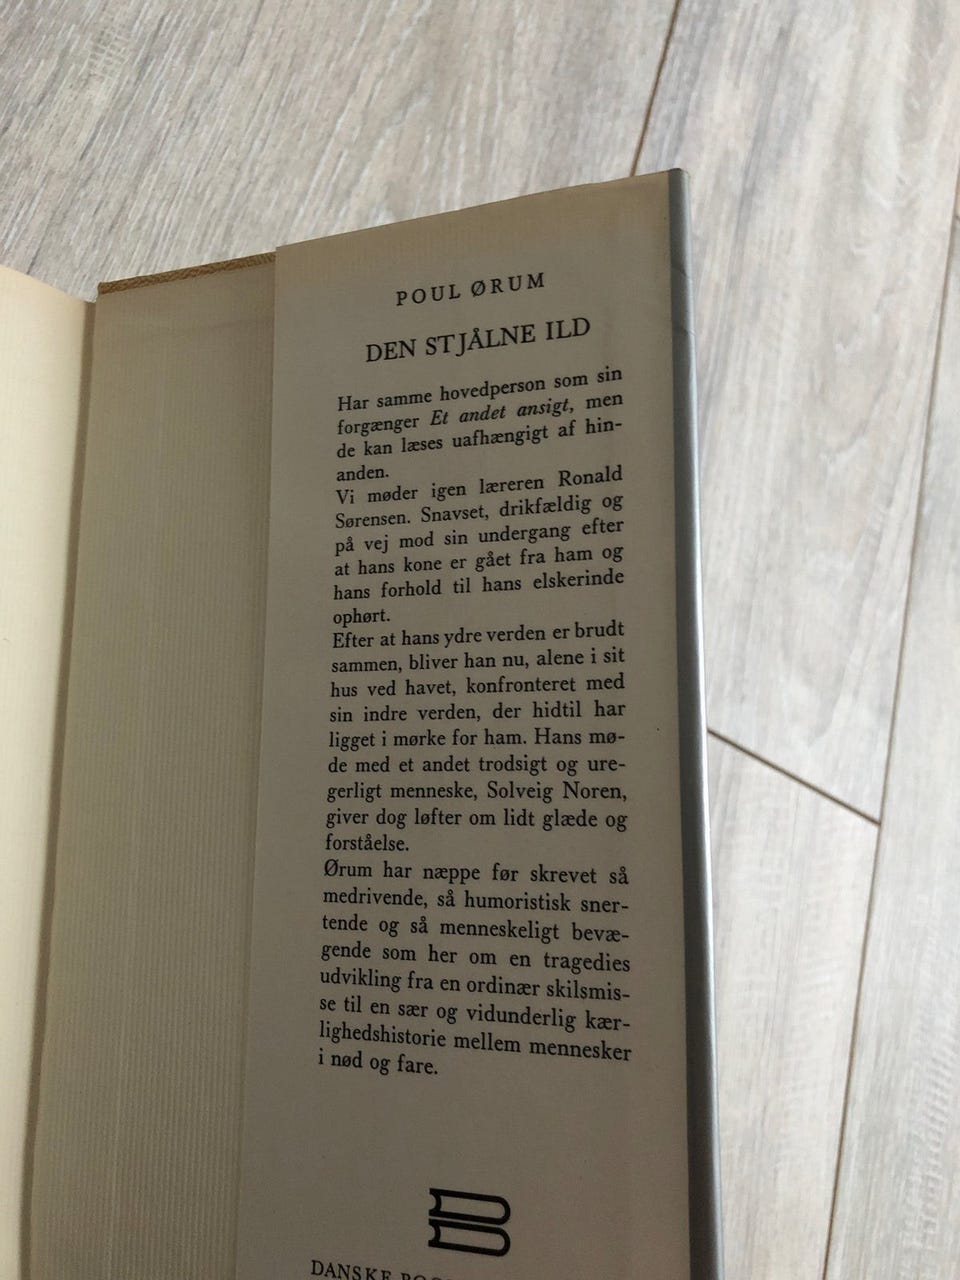 POUL ØRUM
DEN STJÅLNE ILD
Har samme hovedperson som sin
forgænger Et andet ansigt, men
de kan læses uafhængigt af hin-
anden.
Vi møder igen læreren Ronald
Sørensen. Snavset, drikfældig og
på vej mod sin undergang efter
at hans kone er gået fra ham og
hans forhold til hans elskerinde
ophørt.
Efter at hans ydre verden er brudt
sammen, bliver han nu, alene i sit
hus ved havet, konfronteret med
sin indre verden, der hidtil har
ligget i mørke for ham. Hans mø-
de med et andet trodsigt og ure-
gerligt menneske, Solveig Noren,
giver dog løfter om lidt glæde og
forståelse.
Ørum har næppe før skrevet så
medrivende, så humoristisk sner-
tende og så menneskeligt bevæ-
gende som her om en tragedies
udvikling fra en ordinær skilsmis-
se til en sær og vidunderlig kær-
lighedshistorie mellem mennesker
i nød og fare.
DANSKE